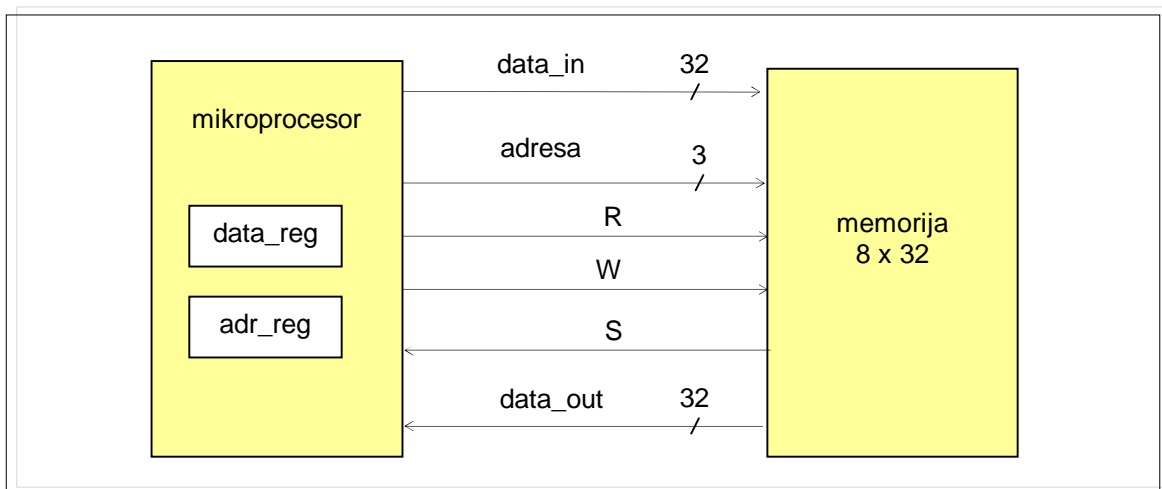 mikroprocesor
data_reg
adr_reg
data_in 32
adresa 3
R
W
S
data_out 32
memorija
8 x 32